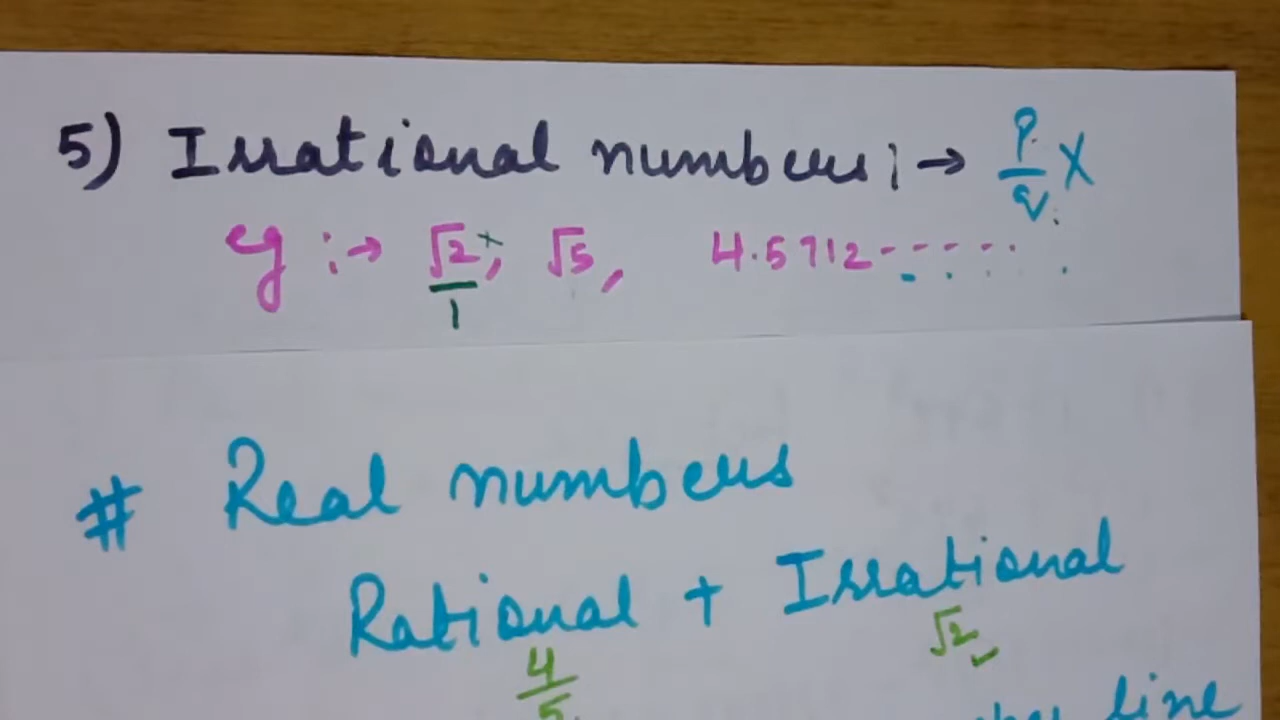 5) Irrational numbers :→ p/q X
eg :→ √2/1, √5, 4.5712-----
# Real numbers
Rational + Irrational
4/5 √2 ✓
line